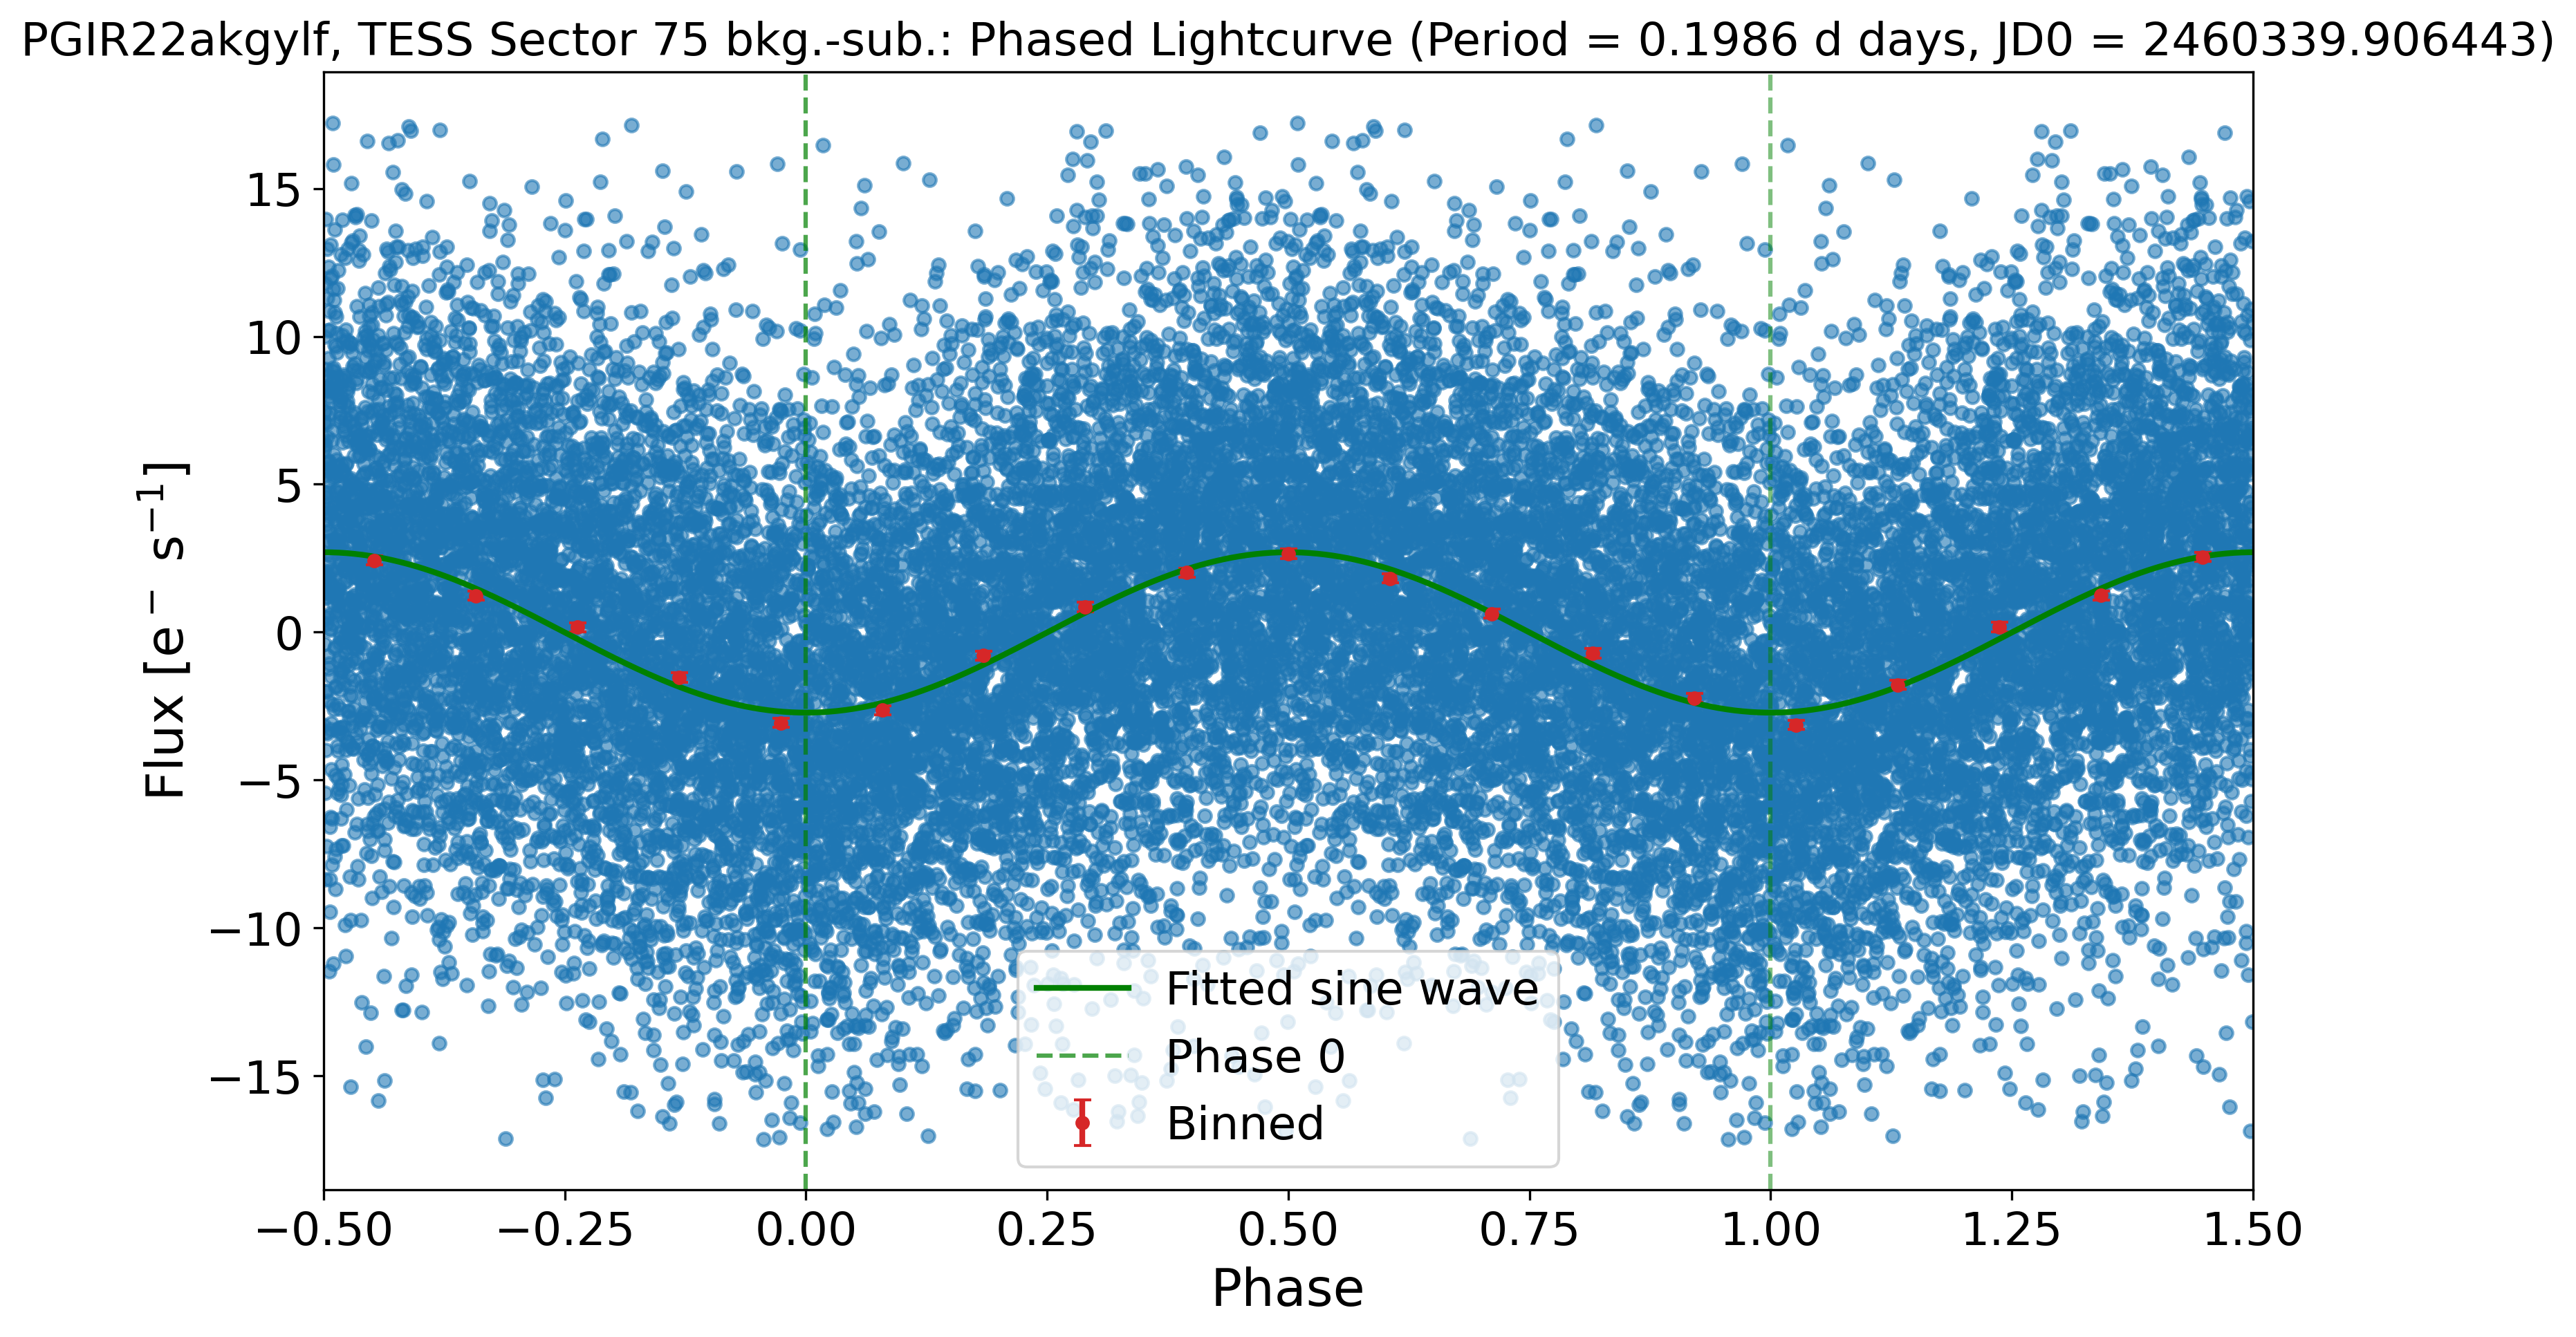 PGIR22akgylf, TESS Sector 75 bkg.-sub.: Phased Lightcurve (Period = 0.1986 d days, JD0 = 2460339.906443)
Flux [e⁻ s⁻¹]
15
10
5
0
−5
−10
−15
Fitted sine wave
Phase 0
Binned
−0.50 −0.25 0.00 0.25 0.50 0.75 1.00 1.25 1.50
Phase